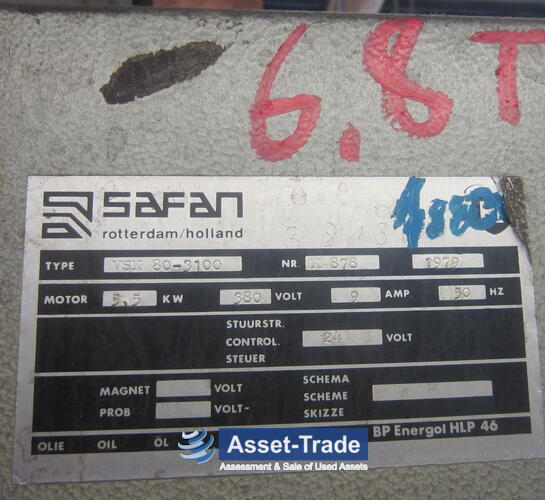 6.8T
SAFAN
rotterdam/holland
TYPE VSK 80-3100 NR. K-878 1979
MOTOR 5,5 KW 380 VOLT 9 AMP. 50 HZ
STUURSTR.
CONTROL. 24 VOLT
STEUER
MAGNET VOLT
PROB VOLT~
SCHEMA
SCHEME
SKIZZE
OLIE OIL ÖL BP Energol HLP 46
Asset-Trade
Assessment & Sale of Used Assets